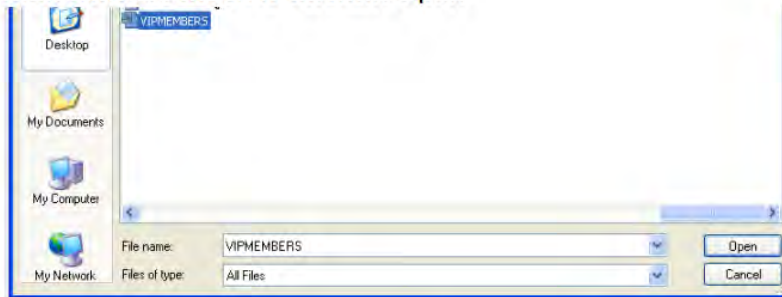 VIPMEMBERS
Desktop
My Documents
My Computer
File name: VIPMEMBERS Open
My Network Files of type: All Files Cancel